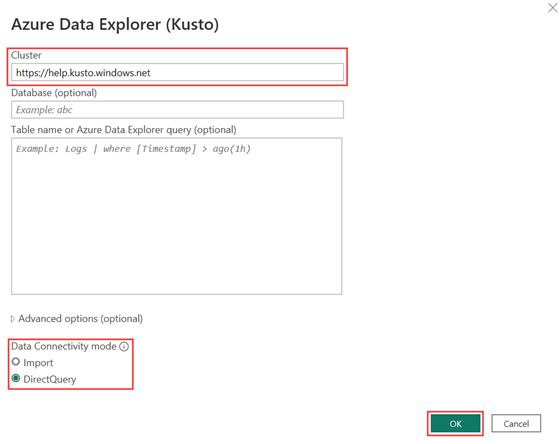 Azure Data Explorer (Kusto)
Cluster
https://help.kusto.windows.net
Database (optional)
Example: abc
Table name or Azure Data Explorer query (optional)
Example: Logs | where [Timestamp] > ago(1h)
Advanced options (optional)
Data Connectivity mode
Import
DirectQuery
OK Cancel